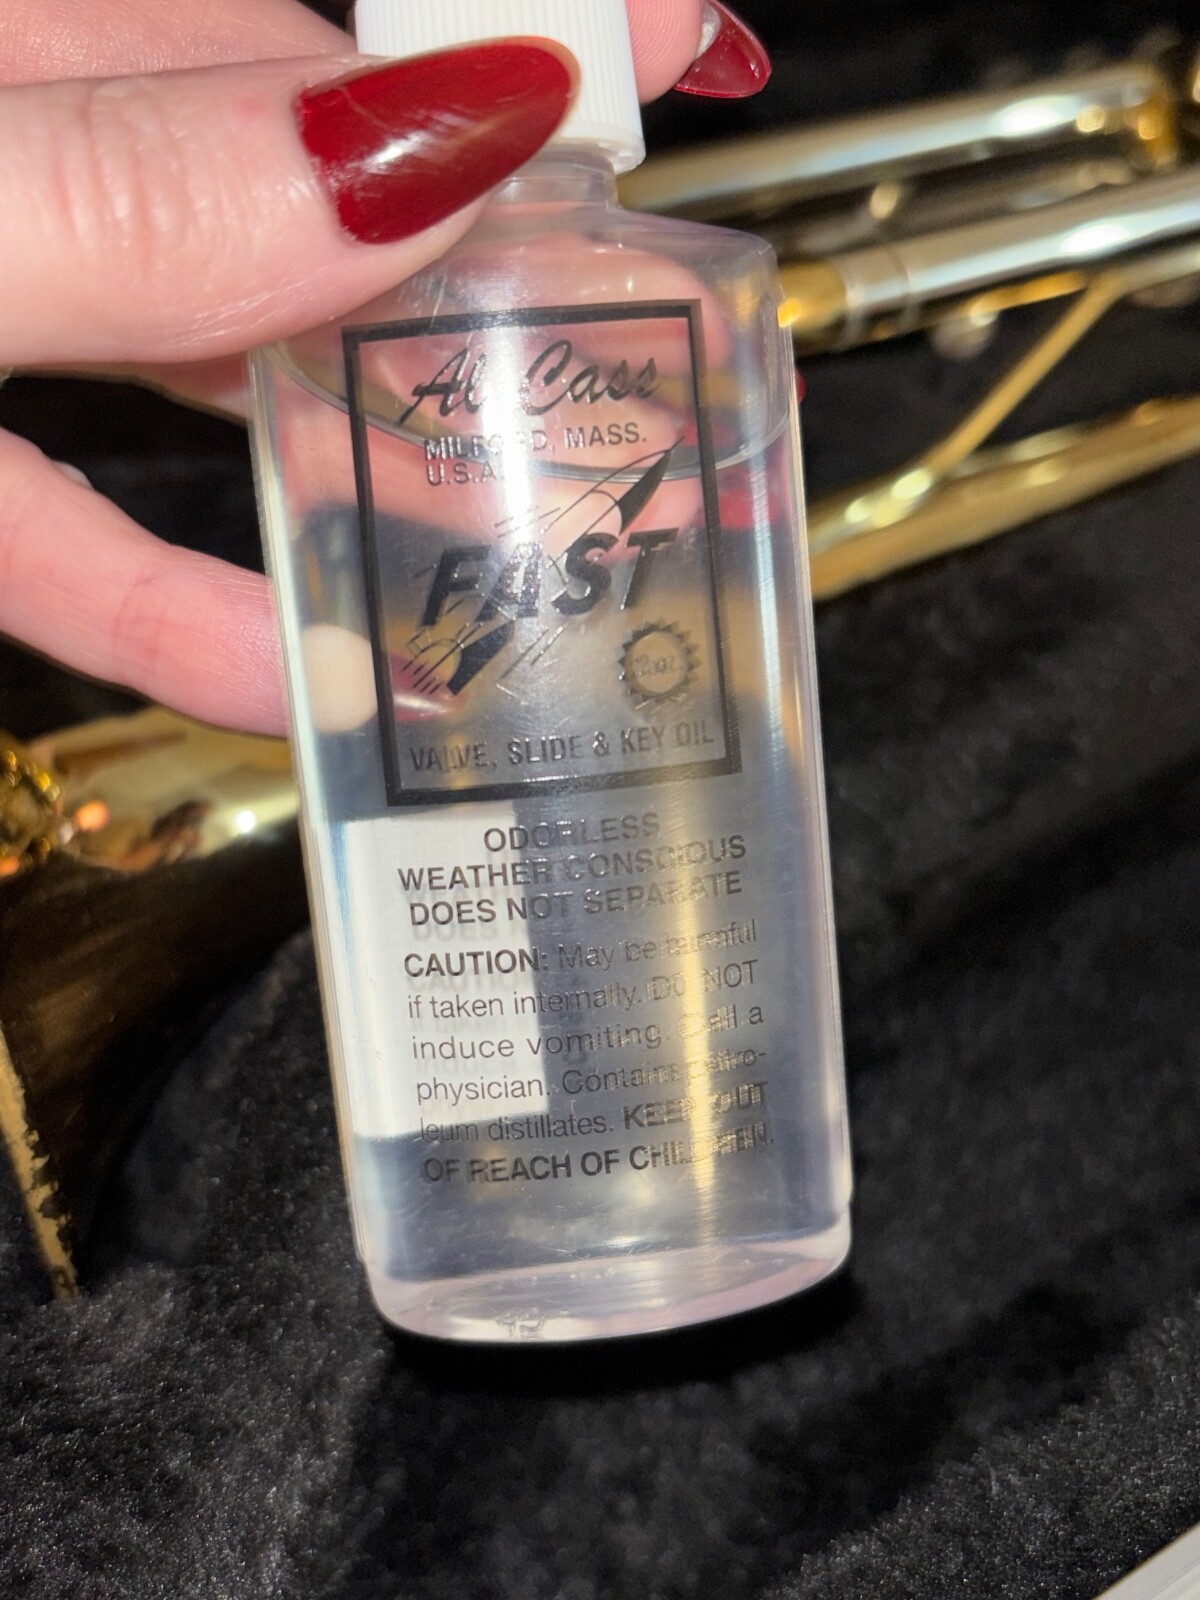 Al Cass
MILFORD, MASS.
U.S.A.
FAST
VALVE, SLIDE & KEY OIL
ODORLESS
WEATHER CONSCIOUS
DOES NOT SEPARATE
CAUTION: May be harmful
if taken internally. DO NOT
induce vomiting. Call a
physician. Contains petro-
leum distillates. KEEP OUT
OF REACH OF CHILDREN.